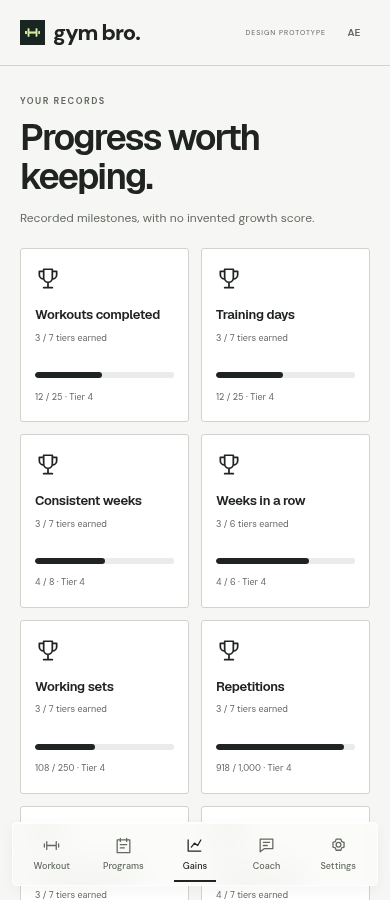 gym bro.
DESIGN PROTOTYPE
AE
YOUR RECORDS
Progress worth
keeping.
Recorded milestones, with no invented growth score.
Workouts completed
3 / 7 tiers earned
12 / 25 · Tier 4
Training days
3 / 7 tiers earned
12 / 25 · Tier 4
Consistent weeks
3 / 7 tiers earned
4 / 8 · Tier 4
Weeks in a row
3 / 6 tiers earned
4 / 6 · Tier 4
Working sets
3 / 7 tiers earned
108 / 250 · Tier 4
Repetitions
3 / 7 tiers earned
918 / 1,000 · Tier 4
Workout
Programs
Gains
Coach
Settings
3 / 7 tiers earned
4 / 7 tiers earned